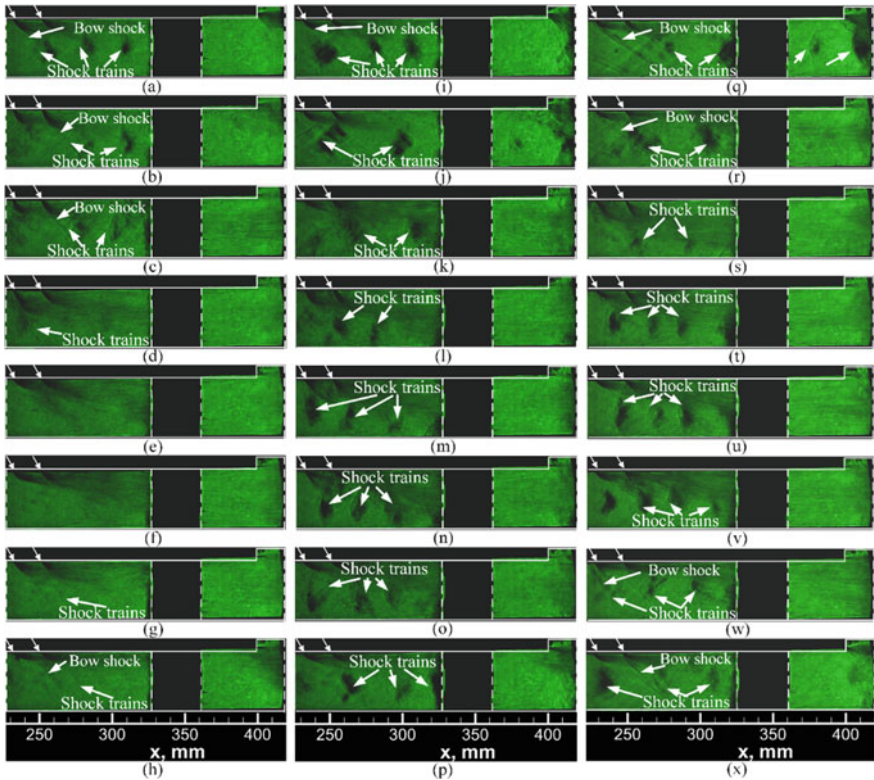 Bow shock
Shock trains
(a)
Bow shock
Shock trains
(b)
Bow shock
Shock trains
(c)
Shock trains
(d)
(e)
(f)
Shock trains
(g)
Bow shock
Shock trains
250 300 350 400
x, mm
(h)
Bow shock
Shock trains
(i)
Shock trains
(j)
Shock trains
(k)
Shock trains
(l)
Shock trains
(m)
Shock trains
(n)
Shock trains
(o)
Shock trains
250 300 350 400
x, mm
(p)
Bow shock
Shock trains
(q)
Bow shock
Shock trains
(r)
Shock trains
(s)
Shock trains
(t)
Shock trains
(u)
Shock trains
(v)
Bow shock
Shock trains
(w)
Bow shock
Shock trains
250 300 350 400
x, mm
(x)